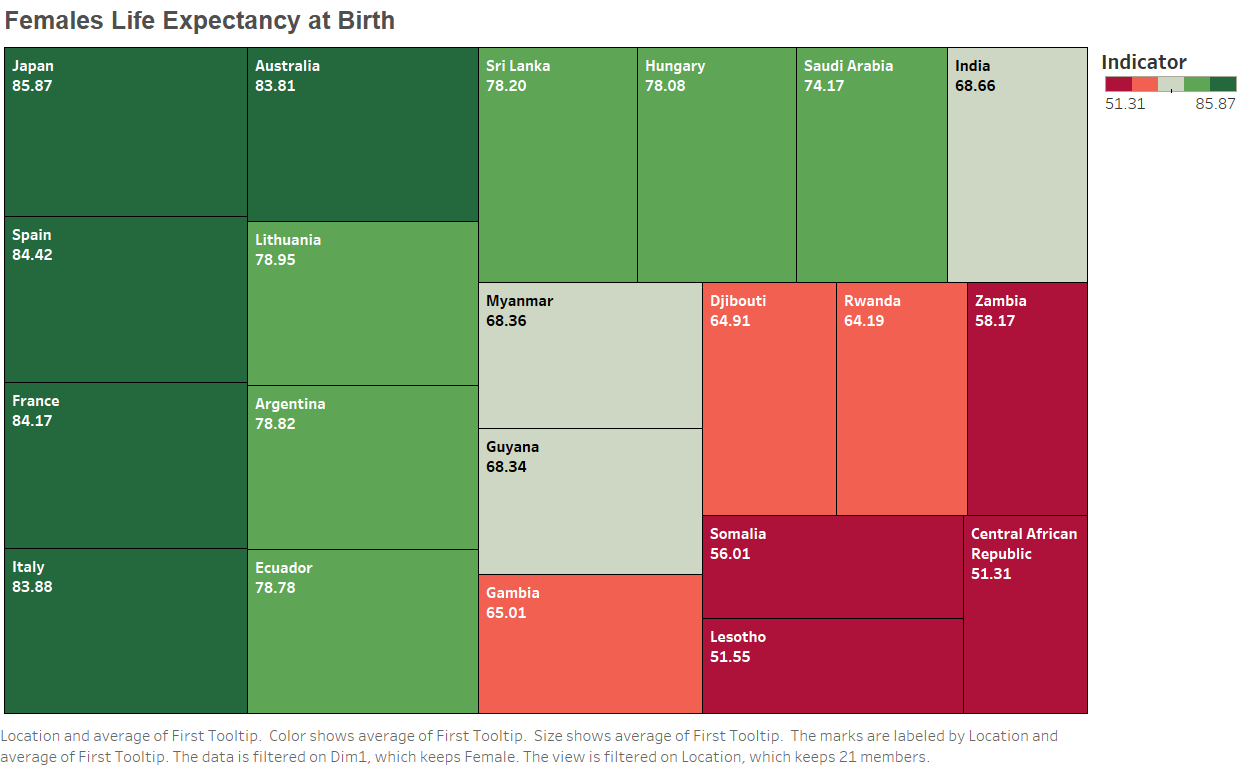 Females Life Expectancy at Birth
Japan
85.87
Spain
84.42
France
84.17
Italy
83.88
Australia
83.81
Lithuania
78.95
Argentina
78.82
Ecuador
78.78
Sri Lanka
78.20
Hungary
78.08
Saudi Arabia
74.17
India
68.66
Myanmar
68.36
Guyana
68.34
Gambia
65.01
Djibouti
64.91
Rwanda
64.19
Zambia
58.17
Somalia
56.01
Lesotho
51.55
Central African
Republic
51.31
Indicator
51.31 85.87
Location and average of First Tooltip.  Color shows average of First Tooltip.  Size shows average of First Tooltip.  The marks are labeled by Location and
average of First Tooltip. The data is filtered on Dim1, which keeps Female. The view is filtered on Location, which keeps 21 members.